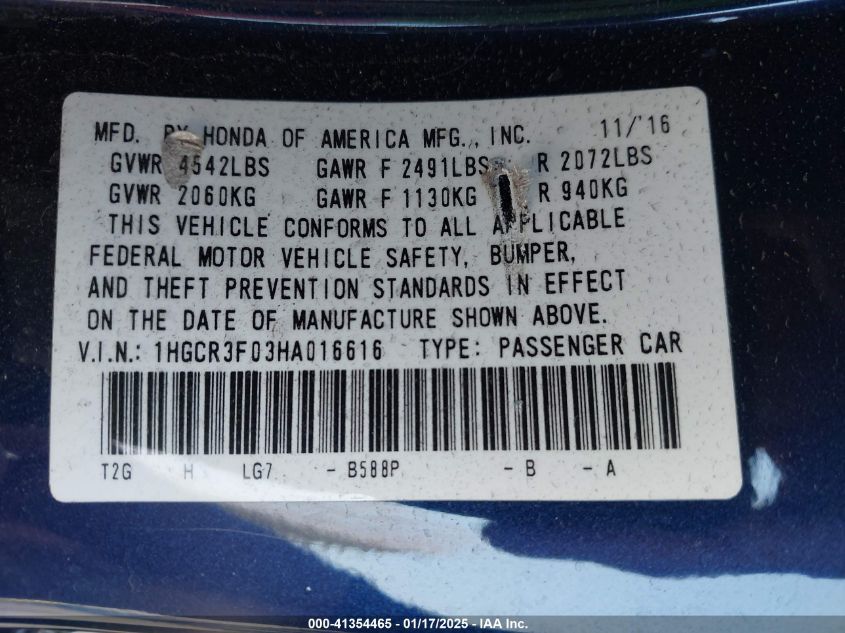 MFD. BY HONDA OF AMERICA MFG., INC. 11/'16
GVWR 4542LBS GAWR F 2491LBS R 2072LBS
GVWR 2060KG GAWR F 1130KG R 940KG
THIS VEHICLE CONFORMS TO ALL APPLICABLE
FEDERAL MOTOR VEHICLE SAFETY, BUMPER,
AND THEFT PREVENTION STANDARDS IN EFFECT
ON THE DATE OF MANUFACTURE SHOWN ABOVE.
V.I.N.: 1HGCR3F03HA016616 TYPE: PASSENGER CAR
T2G H LG7 - B588P - B - A
000-41354465 - 01/17/2025 - IAA Inc.